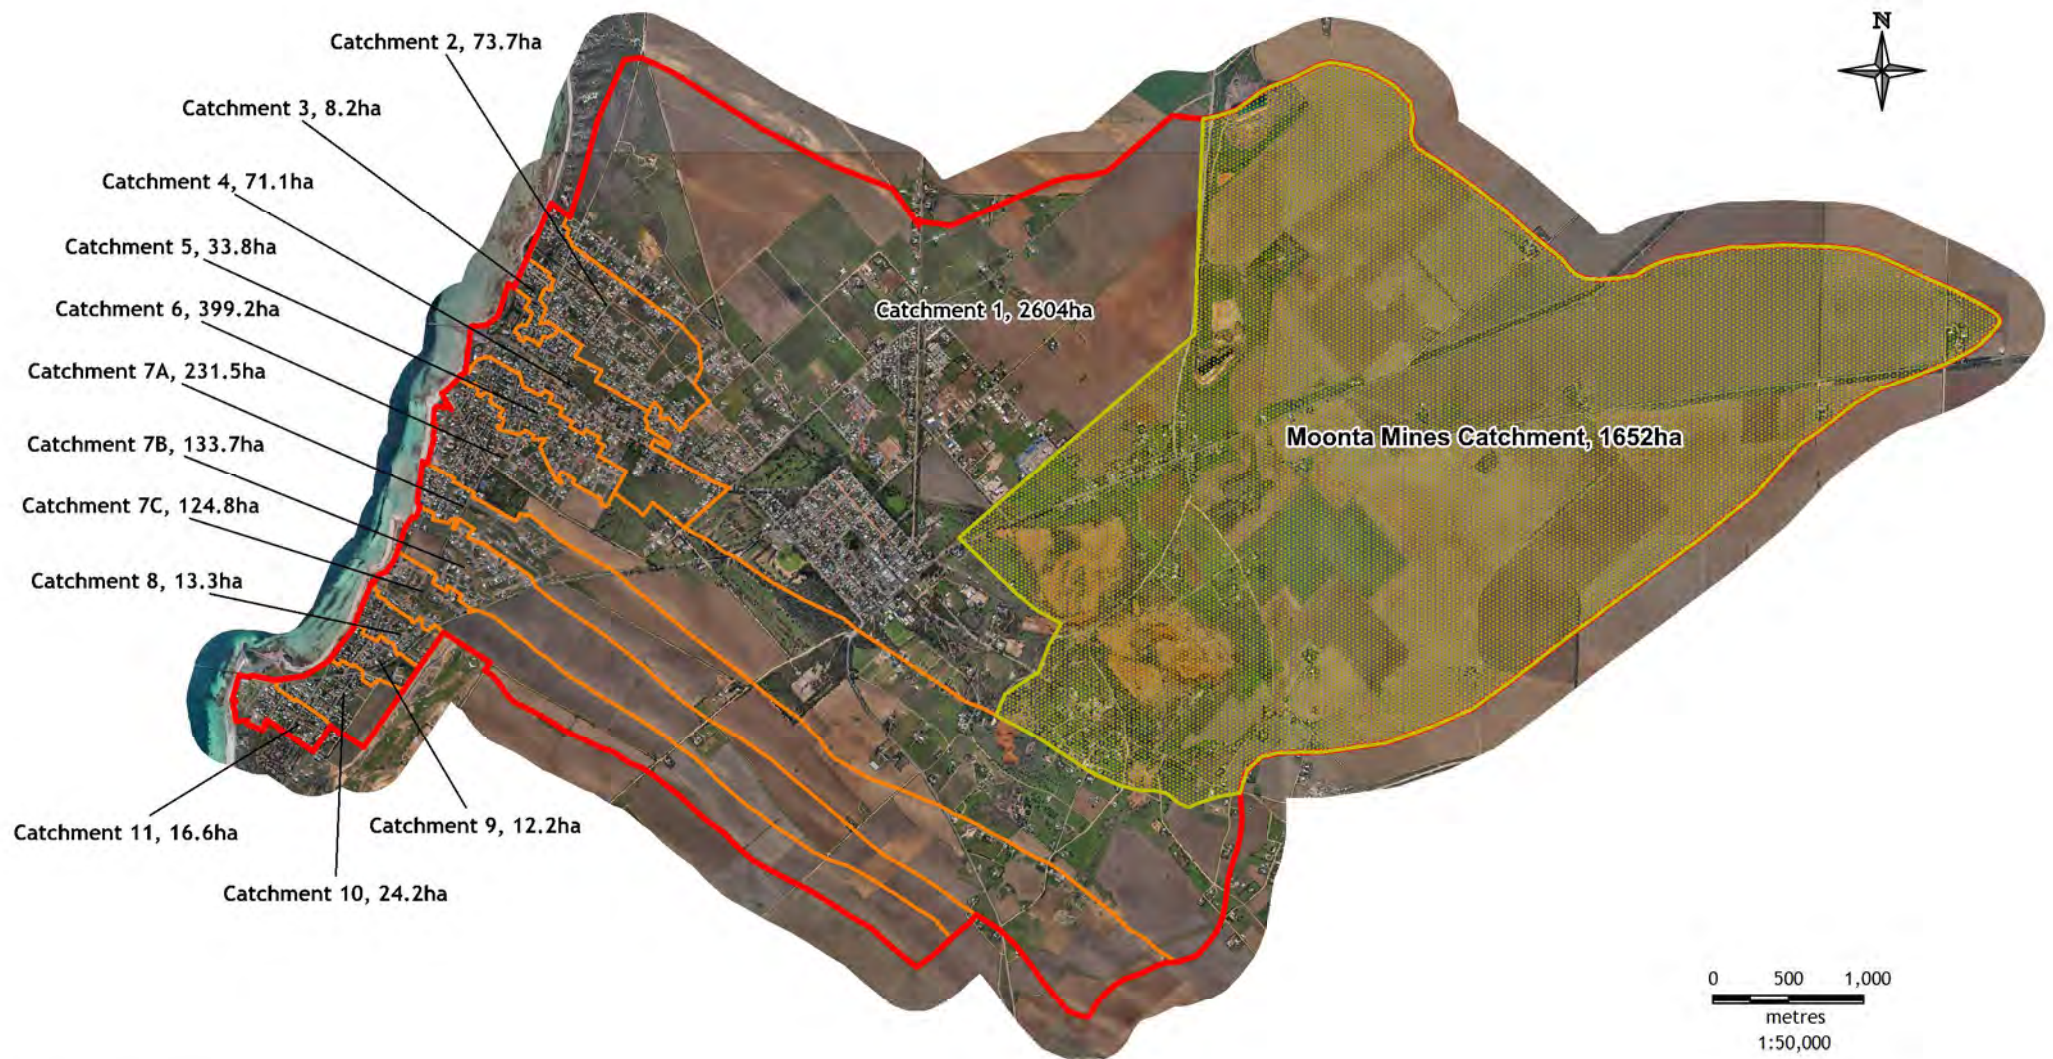 N
Catchment 2, 73.7ha
Catchment 3, 8.2ha
Catchment 4, 71.1ha
Catchment 5, 33.8ha
Catchment 6, 399.2ha
Catchment 7A, 231.5ha
Catchment 7B, 133.7ha
Catchment 7C, 124.8ha
Catchment 8, 13.3ha
Catchment 1, 2604ha
Moonta Mines Catchment, 1652ha
Catchment 11, 16.6ha
Catchment 9, 12.2ha
Catchment 10, 24.2ha
0 500 1,000
metres
1:50,000